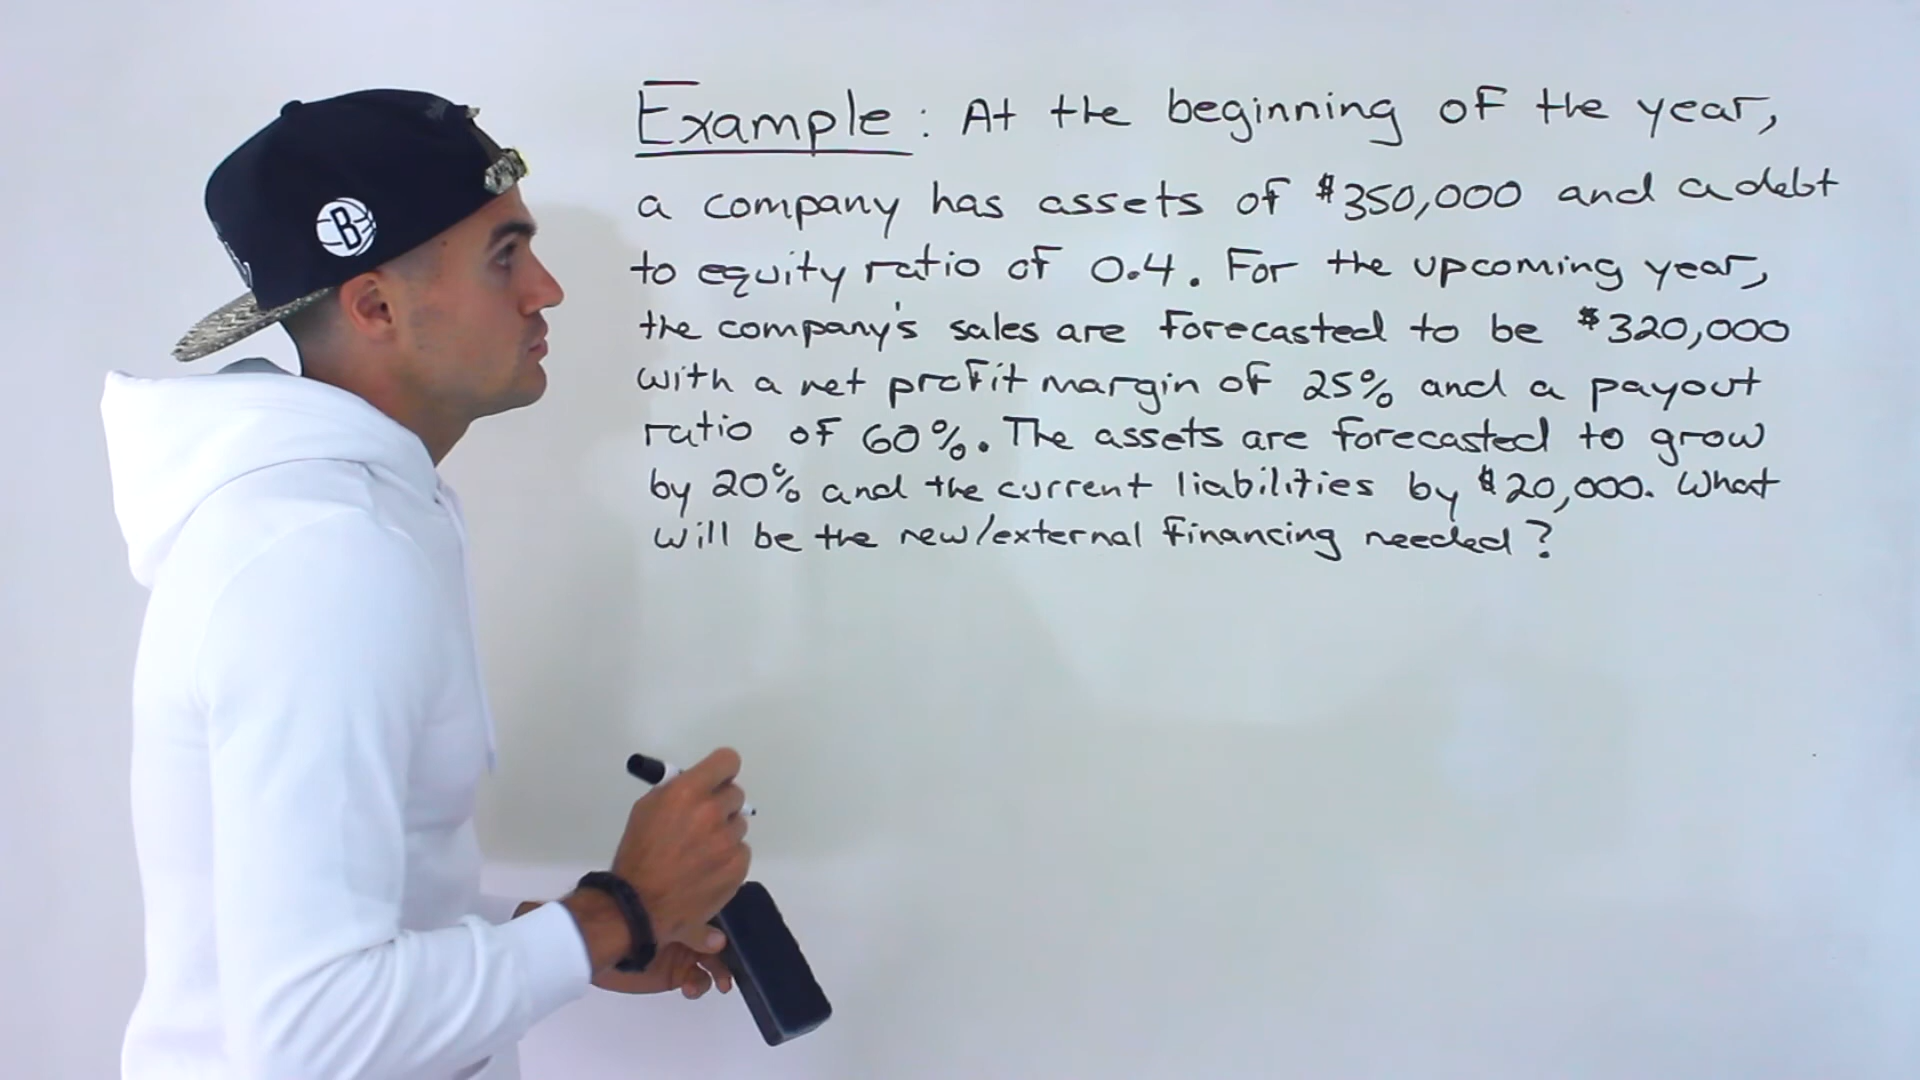 Example: At the beginning of the year,
a company has assets of $350,000 and a debt
to equity ratio of 0.4. For the upcoming year,
the company's sales are forecasted to be $320,000
with a net profit margin of 25% and a payout
ratio of 60%. The assets are forecasted to grow
by 20% and the current liabilities by $20,000. What
will be the new/external financing needed?
B